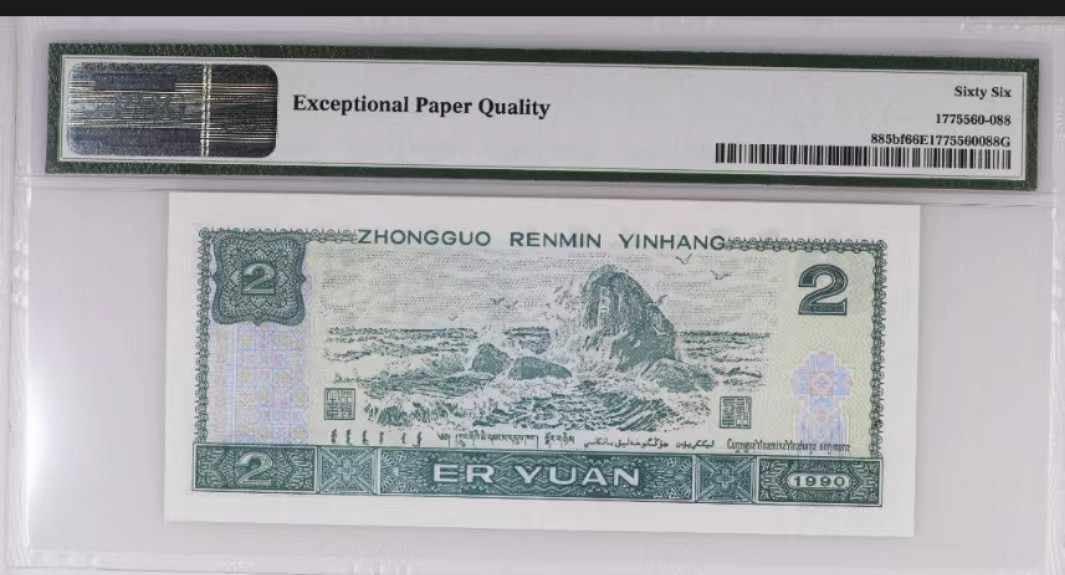 Exceptional Paper Quality
Sixty Six
1775560-088
885bf66E1775560088G
ZHONGGUO RENMIN YINHANG
2
2
2 ER YUAN 1990